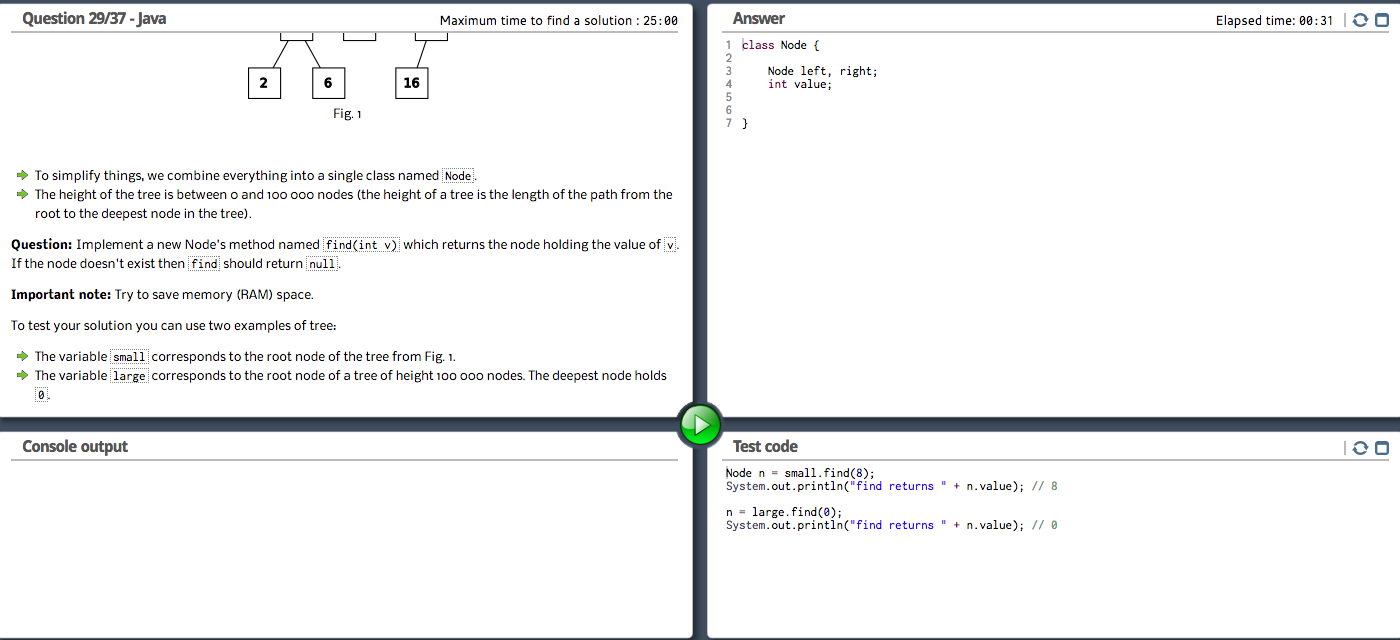 Question 29/37 - Java
Maximum time to find a solution : 25:00
2
6
16
Fig. 1
To simplify things, we combine everything into a single class named Node.
The height of the tree is between 0 and 100 000 nodes (the height of a tree is the length of the path from the
root to the deepest node in the tree).
Question: Implement a new Node's method named find(int v) which returns the node holding the value of v.
If the node doesn't exist then find should return null.
Important note: Try to save memory (RAM) space.
To test your solution you can use two examples of tree:
The variable small corresponds to the root node of the tree from Fig. 1.
The variable large corresponds to the root node of a tree of height 100 000 nodes. The deepest node holds
0.
Answer
Elapsed time: 00:31
1 class Node {
2
3 Node left, right;
4 int value;
5
6
7 }
Console output
Test code
Node n = small.find(8);
System.out.println("find returns " + n.value); // 8
n = large.find(0);
System.out.println("find returns " + n.value); // 0